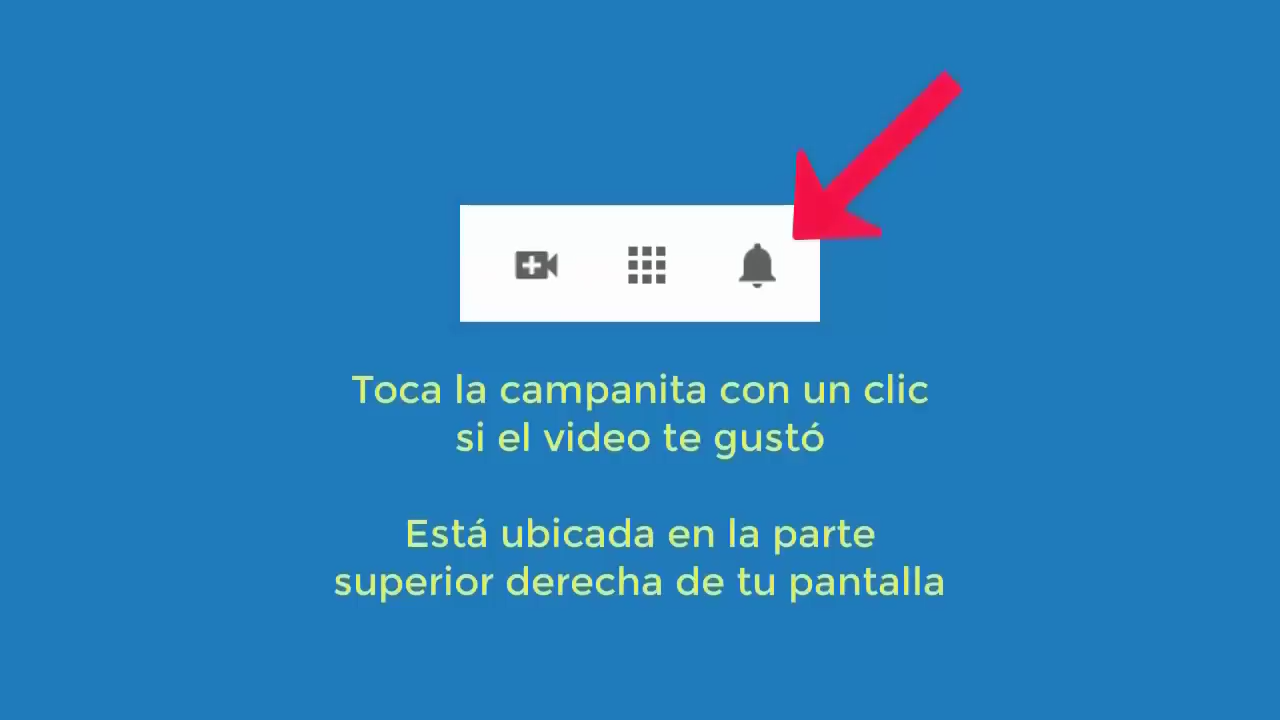 Toca la campanita con un clic
si el video te gustó
Está ubicada en la parte
superior derecha de tu pantalla